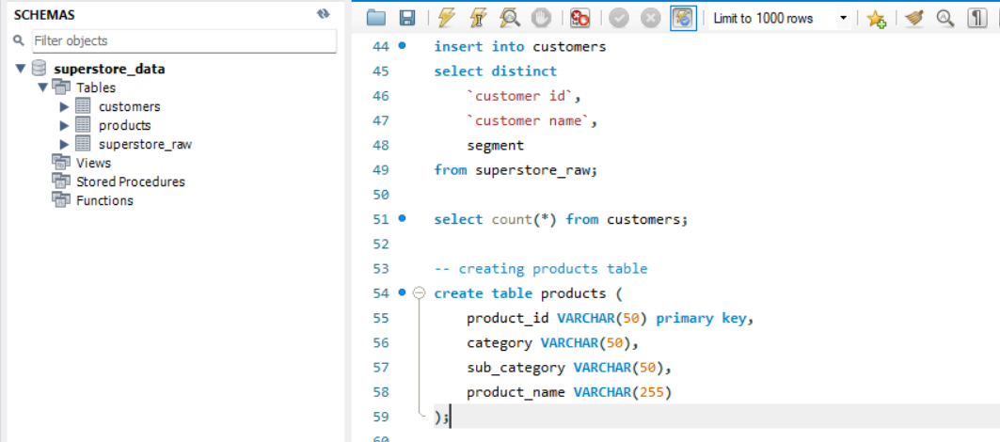 SCHEMAS
Filter objects
superstore_data
Tables
customers
products
superstore_raw
Views
Stored Procedures
Functions
Limit to 1000 rows
44 insert into customers
45 select distinct
46 `customer id`,
47 `customer name`,
48 segment
49 from superstore_raw;
50
51 select count(*) from customers;
52
53 -- creating products table
54 create table products (
55 product_id VARCHAR(50) primary key,
56 category VARCHAR(50),
57 sub_category VARCHAR(50),
58 product_name VARCHAR(255)
59 );
60